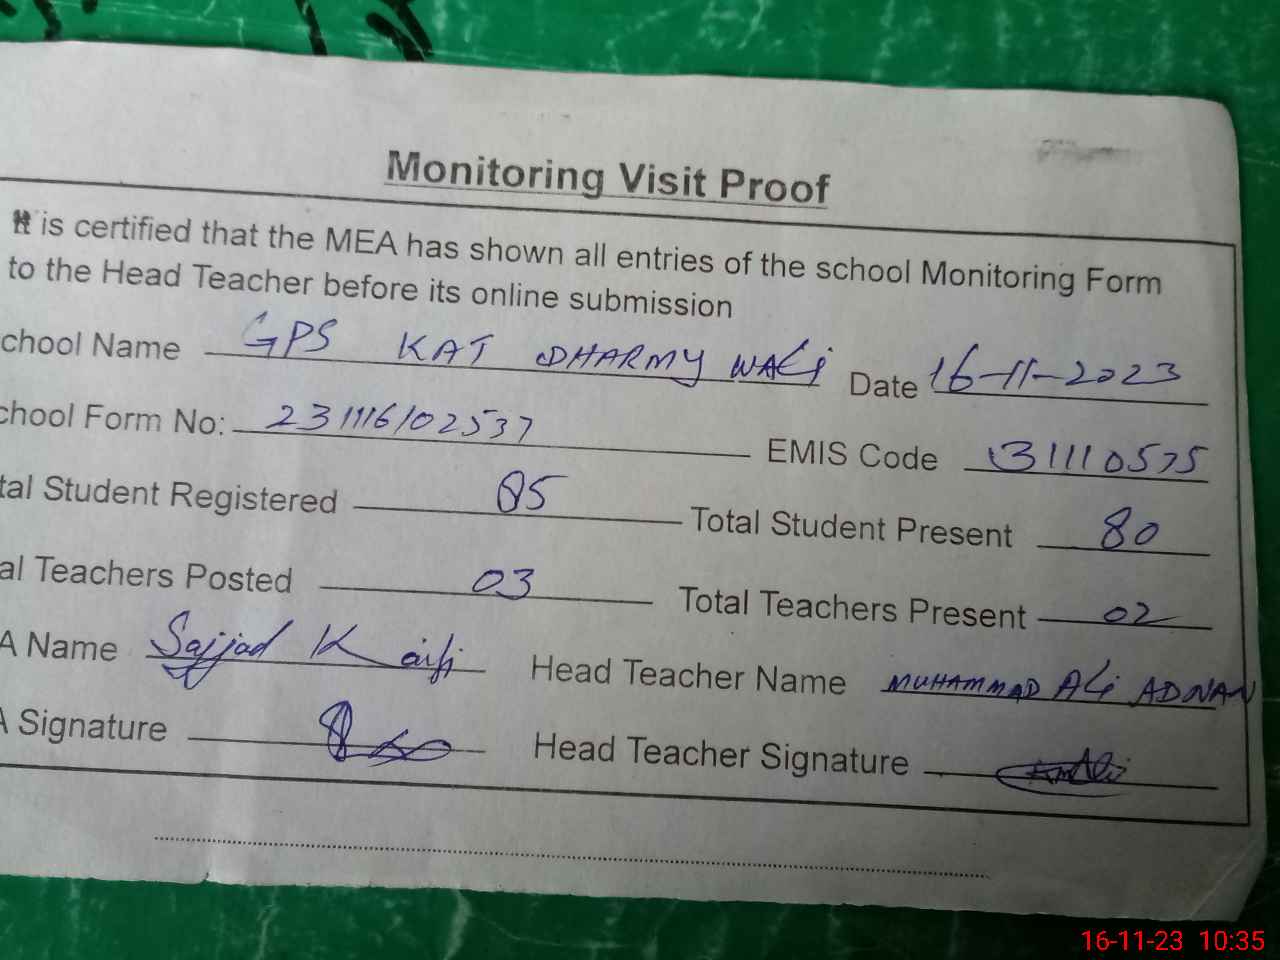 Monitoring Visit Proof
It is certified that the MEA has shown all entries of the school Monitoring Form
to the Head Teacher before its online submission
chool Name GPS KAT DHARMY WALI Date 16-11-2023
chool Form No: 231116102537 EMIS Code 31110575
tal Student Registered 85 Total Student Present 80
al Teachers Posted 03 Total Teachers Present 02
A Name Sajjad Head Teacher Name MUHAMMAD ALI ADNAN
A Signature Head Teacher Signature
16-11-23 10:35